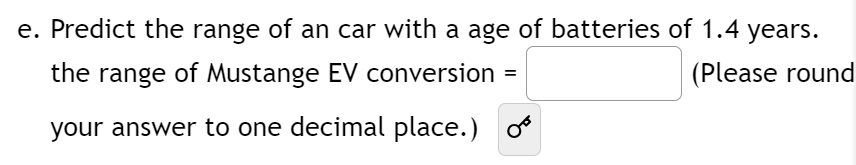 e. Predict the range of an car with a age of batteries of 1.4 years.
the range of Mustange EV conversion = (Please round
your answer to one decimal place.)